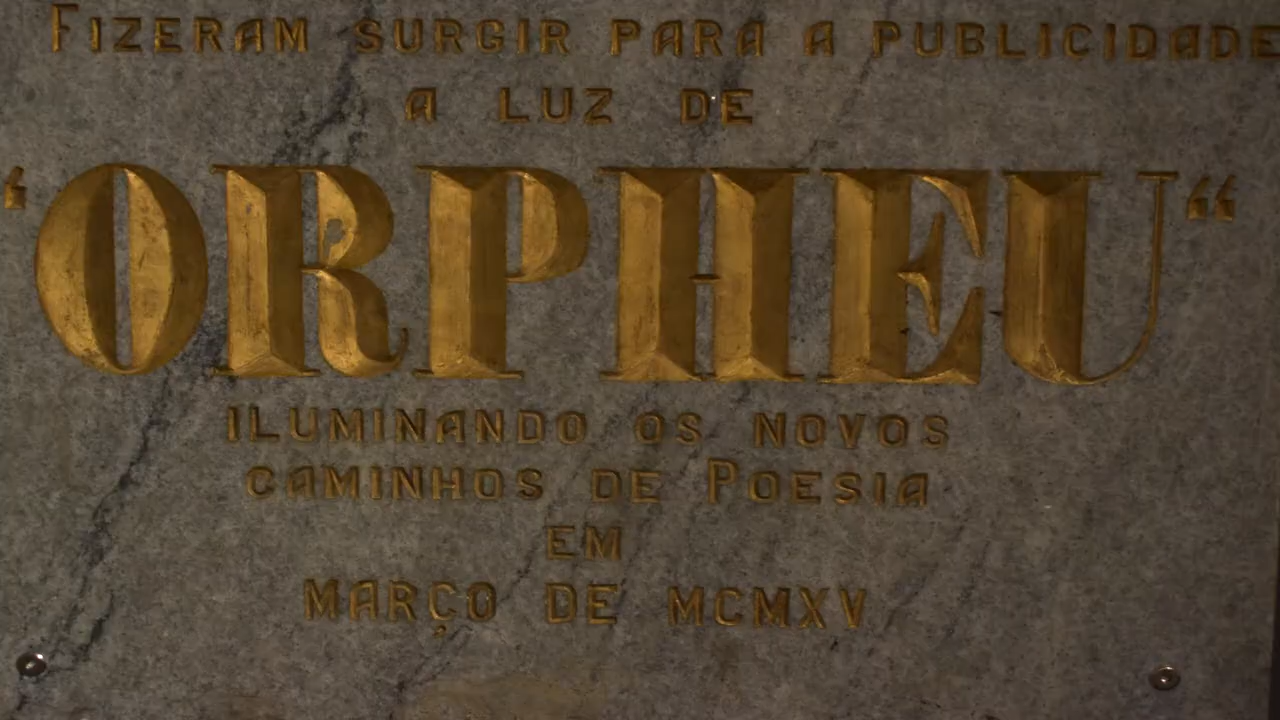 FIZERAM SURGIR PARA A PUBLICIDADE
A LUZ DE
“ORPHEU“
ILUMINANDO OS NOVOS
CAMINHOS DE POESIA
EM
MARÇO DE MCMXV